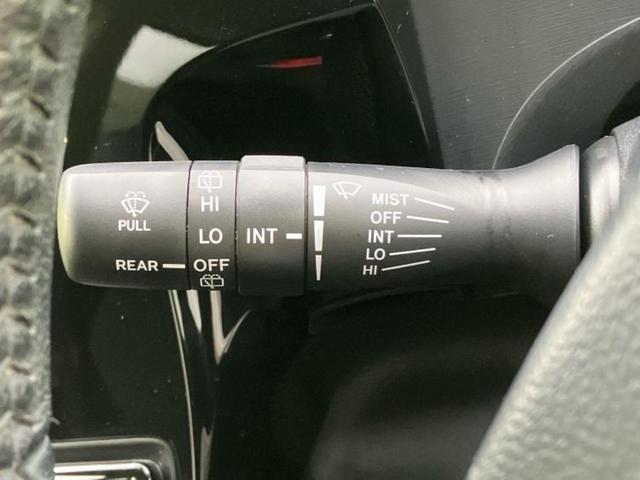 PULL
REAR
HI
LO
OFF
INT
MIST
OFF
INT
LO
HI